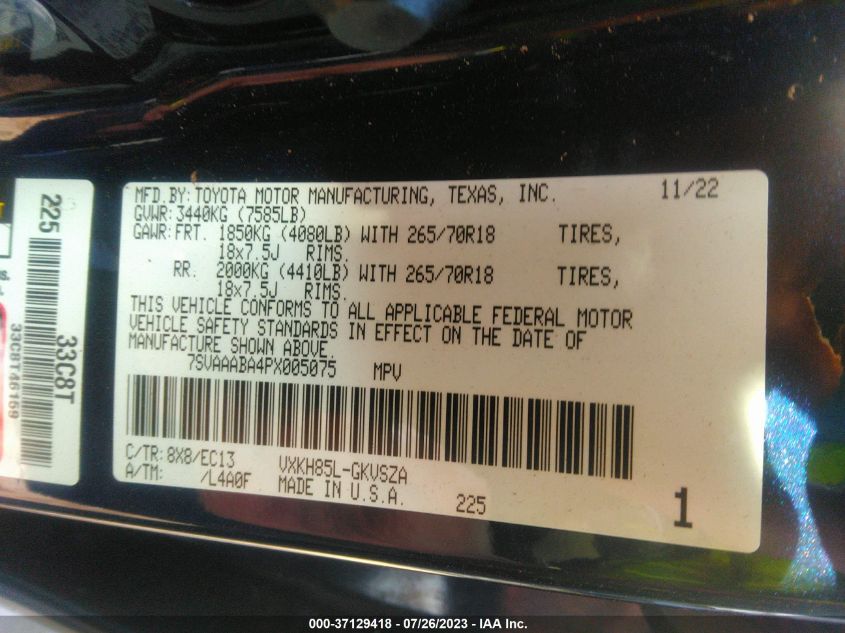 225
33C8T
33C8T-45169
MFD.BY:TOYOTA MOTOR MANUFACTURING, TEXAS, INC. 11/22
GVWR:3440KG (7585LB)
GAWR:FRT. 1850KG (4080LB) WITH 265/70R18 TIRES,
18x7.5J RIMS.
RR. 2000KG (4410LB) WITH 265/70R18 TIRES,
18x7.5J RIMS.
THIS VEHICLE CONFORMS TO ALL APPLICABLE FEDERAL MOTOR
VEHICLE SAFETY STANDARDS IN EFFECT ON THE DATE OF
MANUFACTURE SHOWN ABOVE.
7SVAAABA4PX005075 MPV
C/TR:8X8/EC13 VXKH85L-GKVSZA
A/TM: /L4A0F MADE IN U.S.A. 225 1
000-37129418 - 07/26/2023 - IAA Inc.